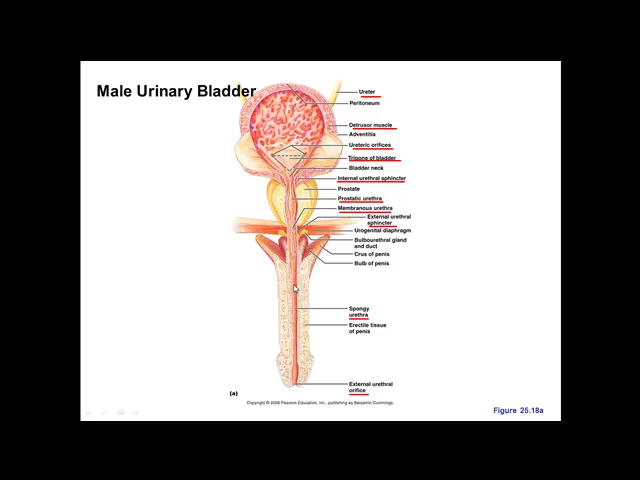 Male Urinary Bladder
Ureter
Peritoneum
Detrusor muscle
Adventitia
Ureteric orifices
Trigone of bladder
Bladder neck
Internal urethral sphincter
Prostate
Prostatic urethra
Membranous urethra
External urethral
sphincter
Urogenital diaphragm
Bulbourethral gland
and duct
Crus of penis
Bulb of penis
Spongy
urethra
Erectile tissue
of penis
External urethral
orifice
(a)
Copyright © 2006 Pearson Education, Inc., publishing as Benjamin Cummings.
Figure 25.18a